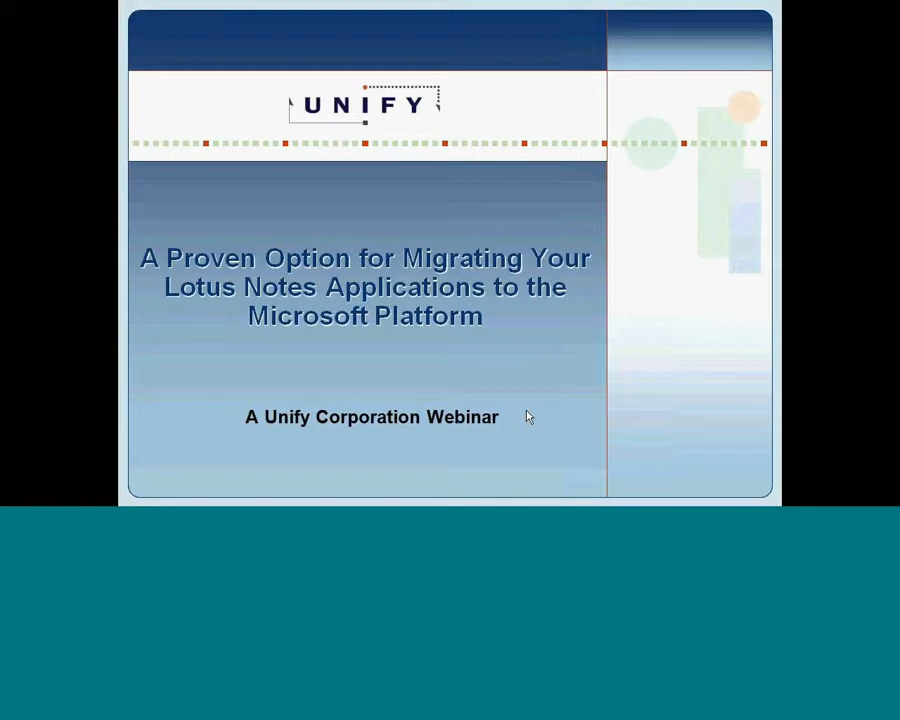 UNIFY
A Proven Option for Migrating Your
Lotus Notes Applications to the
Microsoft Platform
A Unify Corporation Webinar